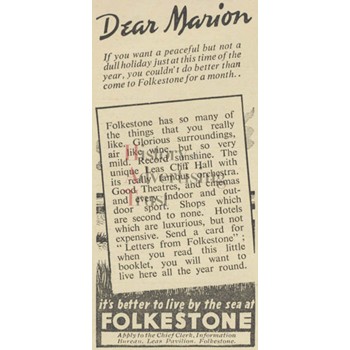 Dear Marion
If you want a peaceful but not a
dull holiday just at this time of the
year, you couldn't do better than
come to Folkestone for a month..
Folkestone has so many of
the things that you really
like. Glorious surroundings,
air like wine, but so very
mild. Record sunshine. The
unique Leas Cliff Hall with
its really famous orchestra.
Good Theatres, and cinemas
and every indoor and out-
door sport. Shops which
are second to none. Hotels
which are luxurious, but not
expensive. Send a card for
"Letters from Folkestone";
when you read this little
booklet, you will want to
live here all the year round.
History
Advertising
it's better to live by the sea at
FOLKESTONE
Apply to the Chief Clerk, Information
Bureau, Leas Pavilion, Folkestone.